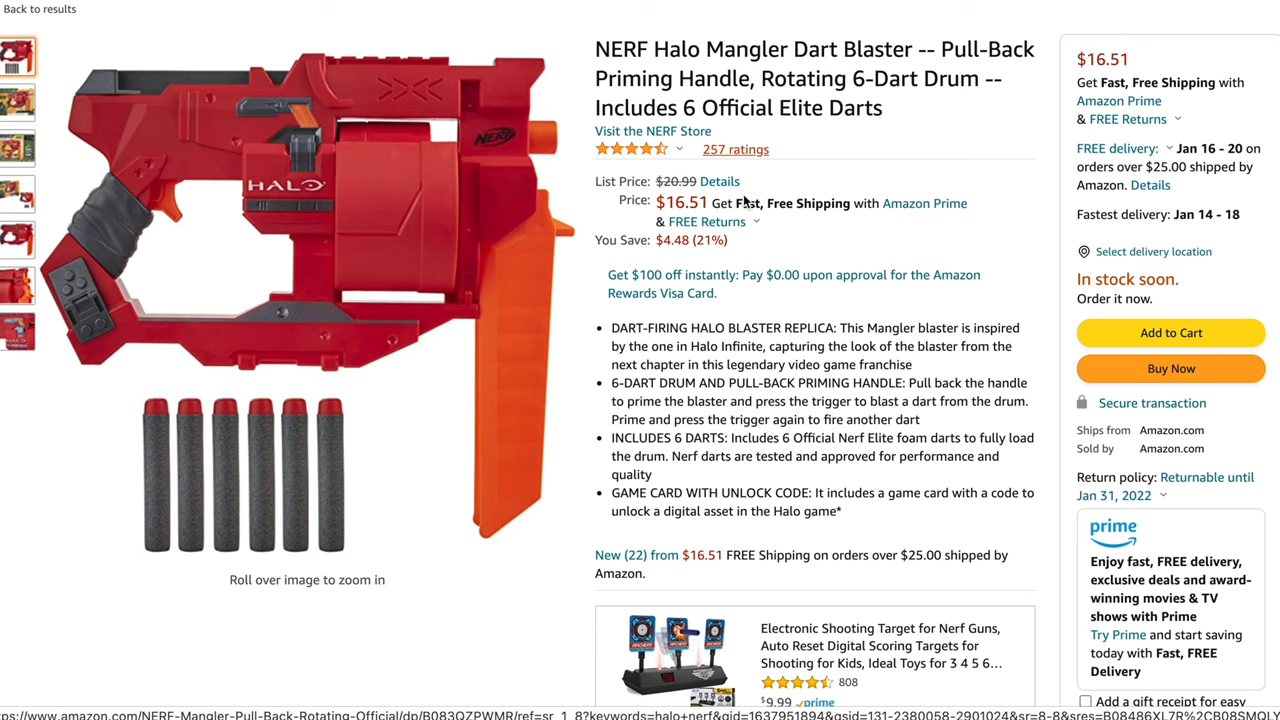 Back to results
NERF
HALO
Roll over image to zoom in
NERF Halo Mangler Dart Blaster -- Pull-Back
Priming Handle, Rotating 6-Dart Drum --
Includes 6 Official Elite Darts
Visit the NERF Store
257 ratings
List Price: $20.99 Details
Price: $16.51 Get Fast, Free Shipping with Amazon Prime
& FREE Returns
You Save: $4.48 (21%)
Get $100 off instantly: Pay $0.00 upon approval for the Amazon
Rewards Visa Card.
• DART-FIRING HALO BLASTER REPLICA: This Mangler blaster is inspired
by the one in Halo Infinite, capturing the look of the blaster from the
next chapter in this legendary video game franchise
• 6-DART DRUM AND PULL-BACK PRIMING HANDLE: Pull back the handle
to prime the blaster and press the trigger to blast a dart from the drum.
Prime and press the trigger again to fire another dart
• INCLUDES 6 DARTS: Includes 6 Official Nerf Elite foam darts to fully load
the drum. Nerf darts are tested and approved for performance and
quality
• GAME CARD WITH UNLOCK CODE: It includes a game card with a code to
unlock a digital asset in the Halo game*
New (22) from $16.51 FREE Shipping on orders over $25.00 shipped by
Amazon.
Electronic Shooting Target for Nerf Guns,
Auto Reset Digital Scoring Targets for
Shooting for Kids, Ideal Toys for 3 4 5 6...
808
$9.99 prime
$16.51
Get Fast, Free Shipping with
Amazon Prime
& FREE Returns
FREE delivery: Jan 16 - 20 on
orders over $25.00 shipped by
Amazon. Details
Fastest delivery: Jan 14 - 18
Select delivery location
In stock soon.
Order it now.
Add to Cart
Buy Now
Secure transaction
Ships from Amazon.com
Sold by Amazon.com
Return policy: Returnable until
Jan 31, 2022
prime
Enjoy fast, FREE delivery,
exclusive deals and award-
winning movies & TV
shows with Prime
Try Prime and start saving
today with Fast, FREE
Delivery
Add a gift receipt for easy